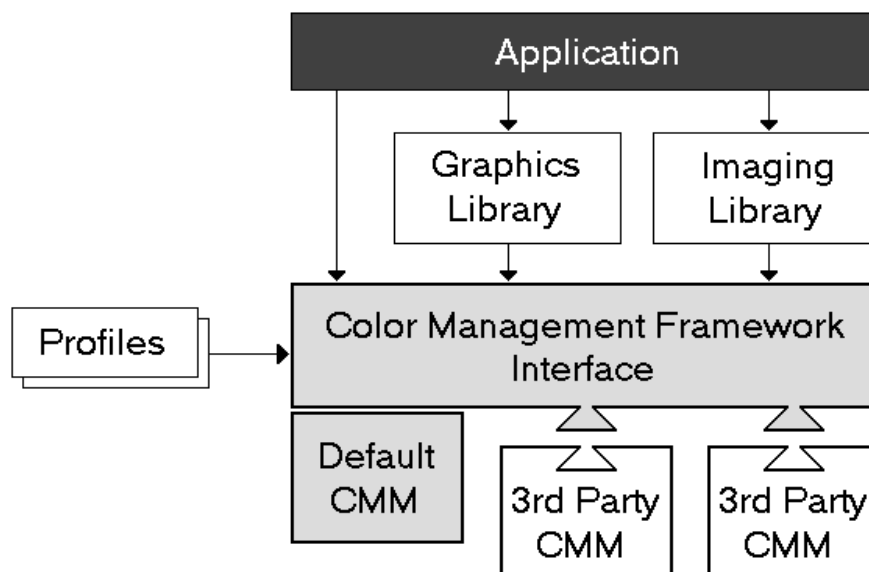 Application
Graphics
Library
Imaging
Library
Profiles
Color Management Framework
Interface
Default
CMM
3rd Party
CMM
3rd Party
CMM